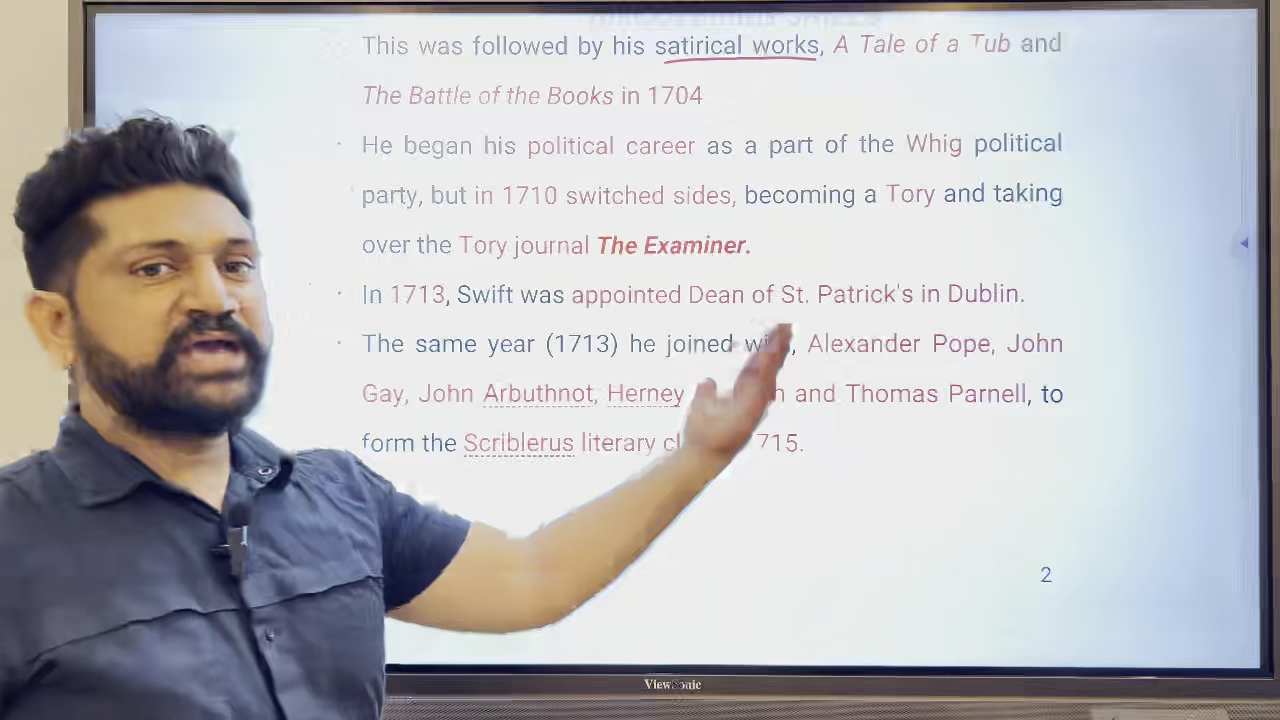 This was followed by his satirical works, A Tale of a Tub and
The Battle of the Books in 1704
· He began his political career as a part of the Whig political
party, but in 1710 switched sides, becoming a Tory and taking
over the Tory journal The Examiner.
· In 1713, Swift was appointed Dean of St. Patrick's in Dublin.
· The same year (1713) he joined , Alexander Pope, John
Gay, John Arbuthnot, Herney and Thomas Parnell, to
form the Scriblerus literary 715.
2
ViewSonic